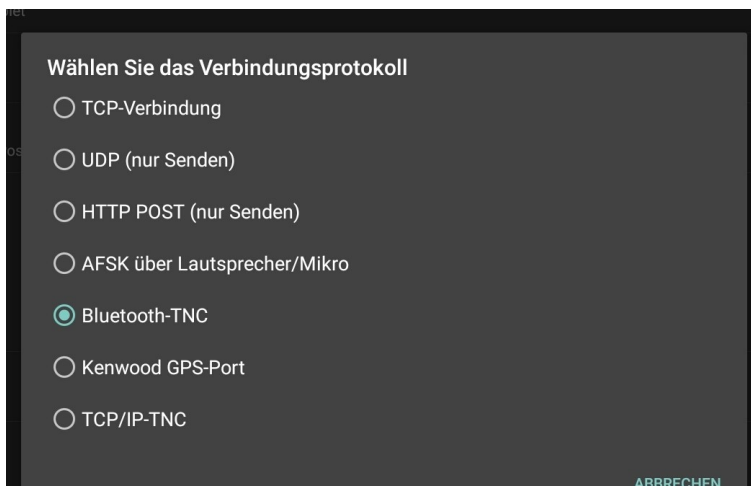 Wählen Sie das Verbindungsprotokoll
TCP-Verbindung
UDP (nur Senden)
HTTP POST (nur Senden)
AFSK über Lautsprecher/Mikro
Bluetooth-TNC
Kenwood GPS-Port
TCP/IP-TNC
ABBRECHEN